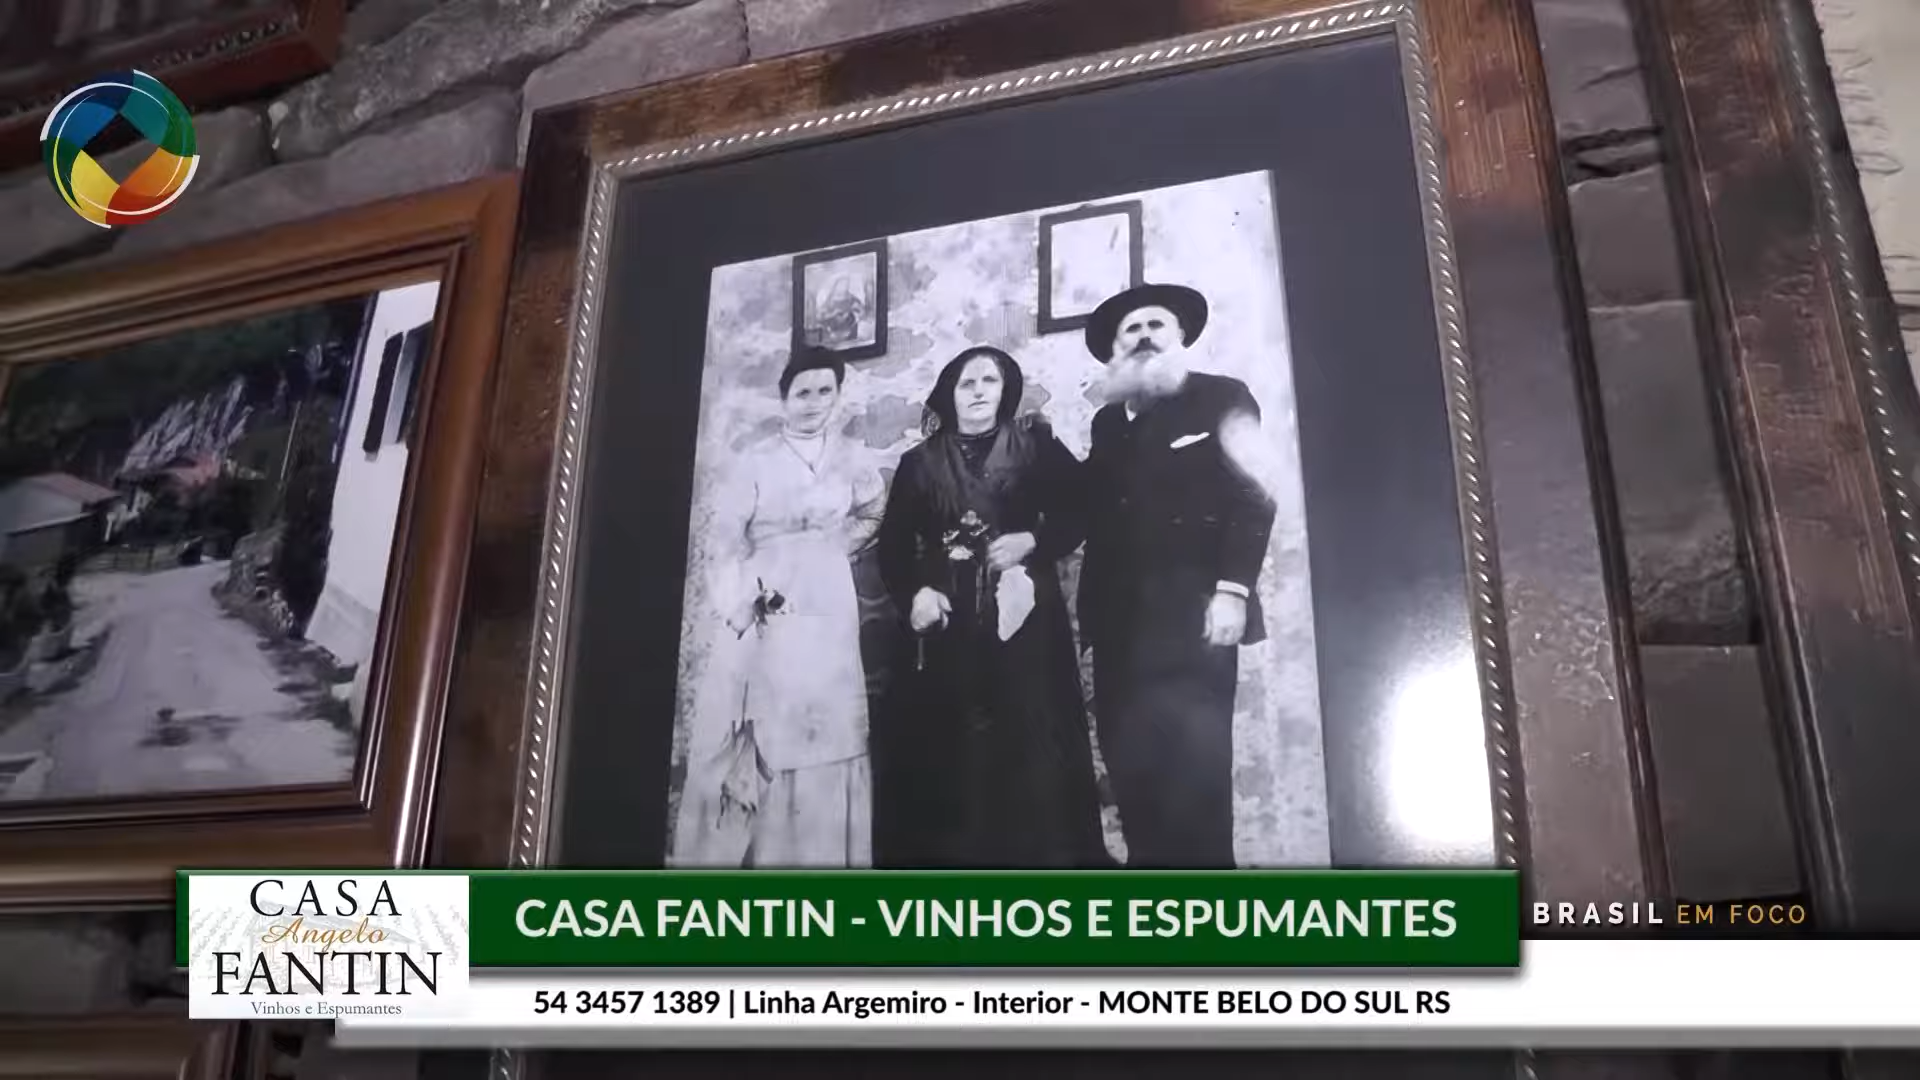 CASA
Angelo
FANTIN
Vinhos e Espumantes
CASA FANTIN - VINHOS E ESPUMANTES
BRASIL EM FOCO
54 3457 1389 | Linha Argemiro - Interior - MONTE BELO DO SUL RS